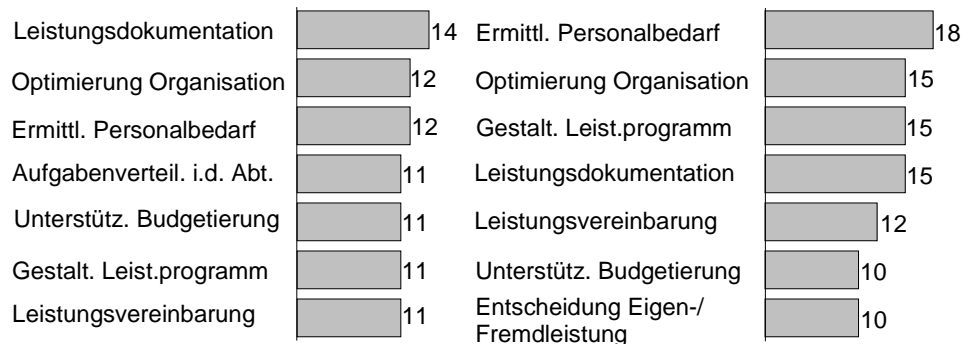 Leistungsdokumentation 14
Optimierung Organisation 12
Ermittl. Personalbedarf 12
Aufgabenverteil. i.d. Abt. 11
Unterstütz. Budgetierung 11
Gestalt. Leist.programm 11
Leistungsvereinbarung 11
Ermittl. Personalbedarf 18
Optimierung Organisation 15
Gestalt. Leist.programm 15
Leistungsdokumentation 15
Leistungsvereinbarung 12
Unterstütz. Budgetierung 10
Entscheidung Eigen-/
Fremdleistung 10